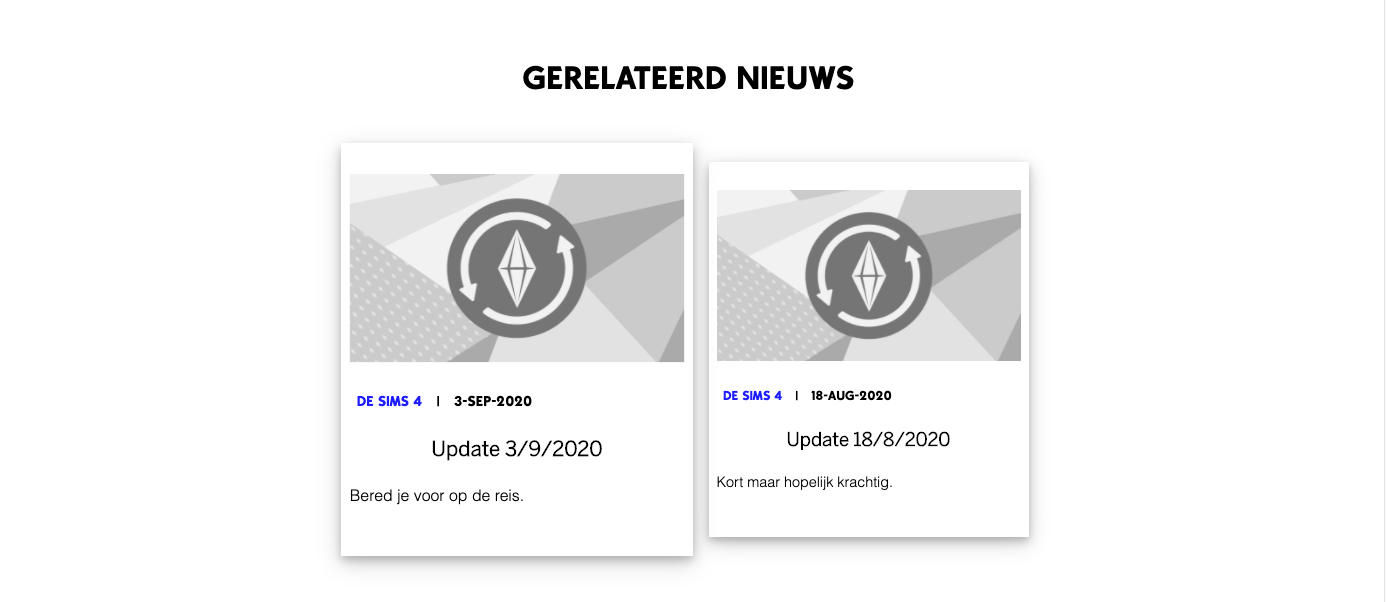 GERELATEERD NIEUWS
DE SIMS 4 | 3-SEP-2020
Update 3/9/2020
Bered je voor op de reis.
DE SIMS 4 | 18-AUG-2020
Update 18/8/2020
Kort maar hopelijk krachtig.